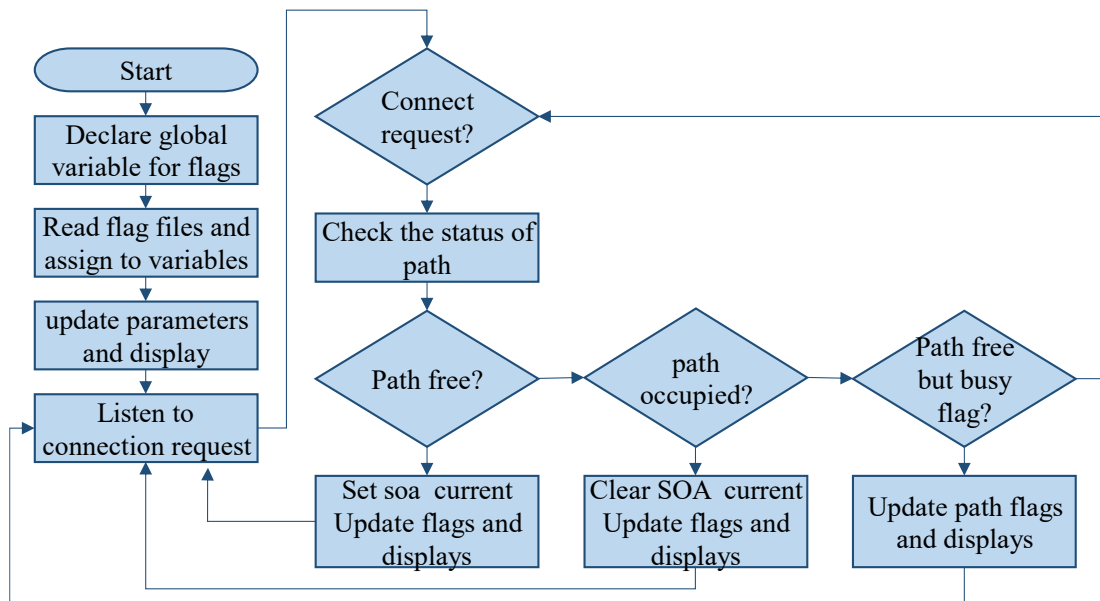 Start
Declare global
variable for flags
Read flag files and
assign to variables
update parameters
and display
Listen to
connection request
Connect
request?
Check the status of
path
Path free?
path
occupied?
Path free
but busy
flag?
Set soa current
Update flags and
displays
Clear SOA current
Update flags and
displays
Update path flags
and displays